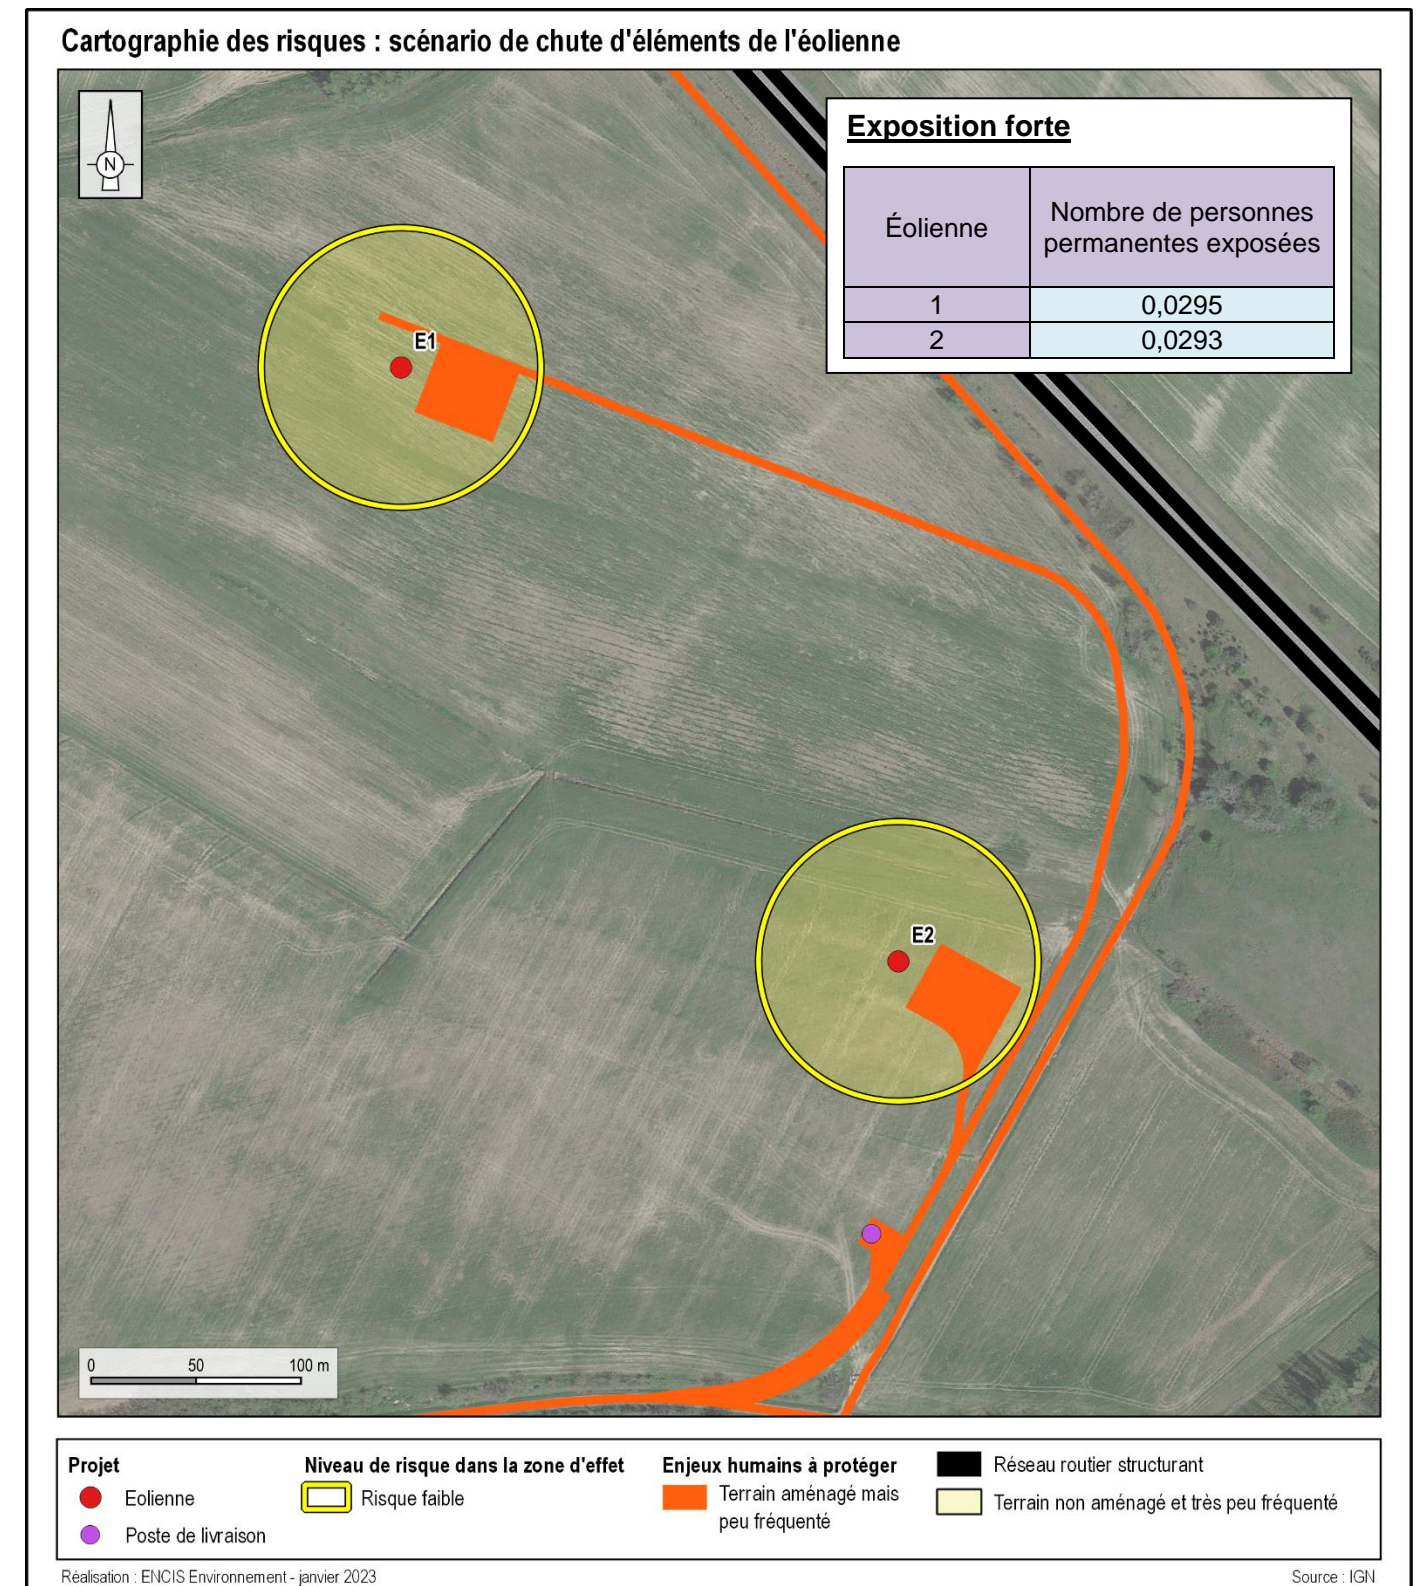 Cartographie des risques : scénario de chute d'éléments de l'éolienne
N
Exposition forte
Éolienne
Nombre de personnes
permanentes exposées
1 0,0295
2 0,0293
E1
E2
0 50 100 m
Projet
Eolienne
Poste de livraison
Niveau de risque dans la zone d'effet
Risque faible
Enjeux humains à protéger
Terrain aménagé mais
peu fréquenté
Réseau routier structurant
Terrain non aménagé et très peu fréquenté
Réalisation : ENCIS Environnement - janvier 2023
Source : IGN